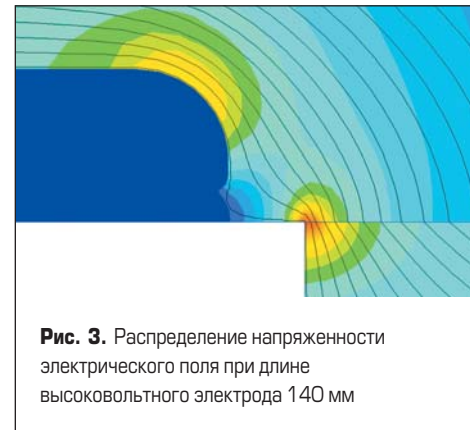 Рис. 3. Распределение напряженности
электрического поля при длине
высоковольтного электрода 140 мм